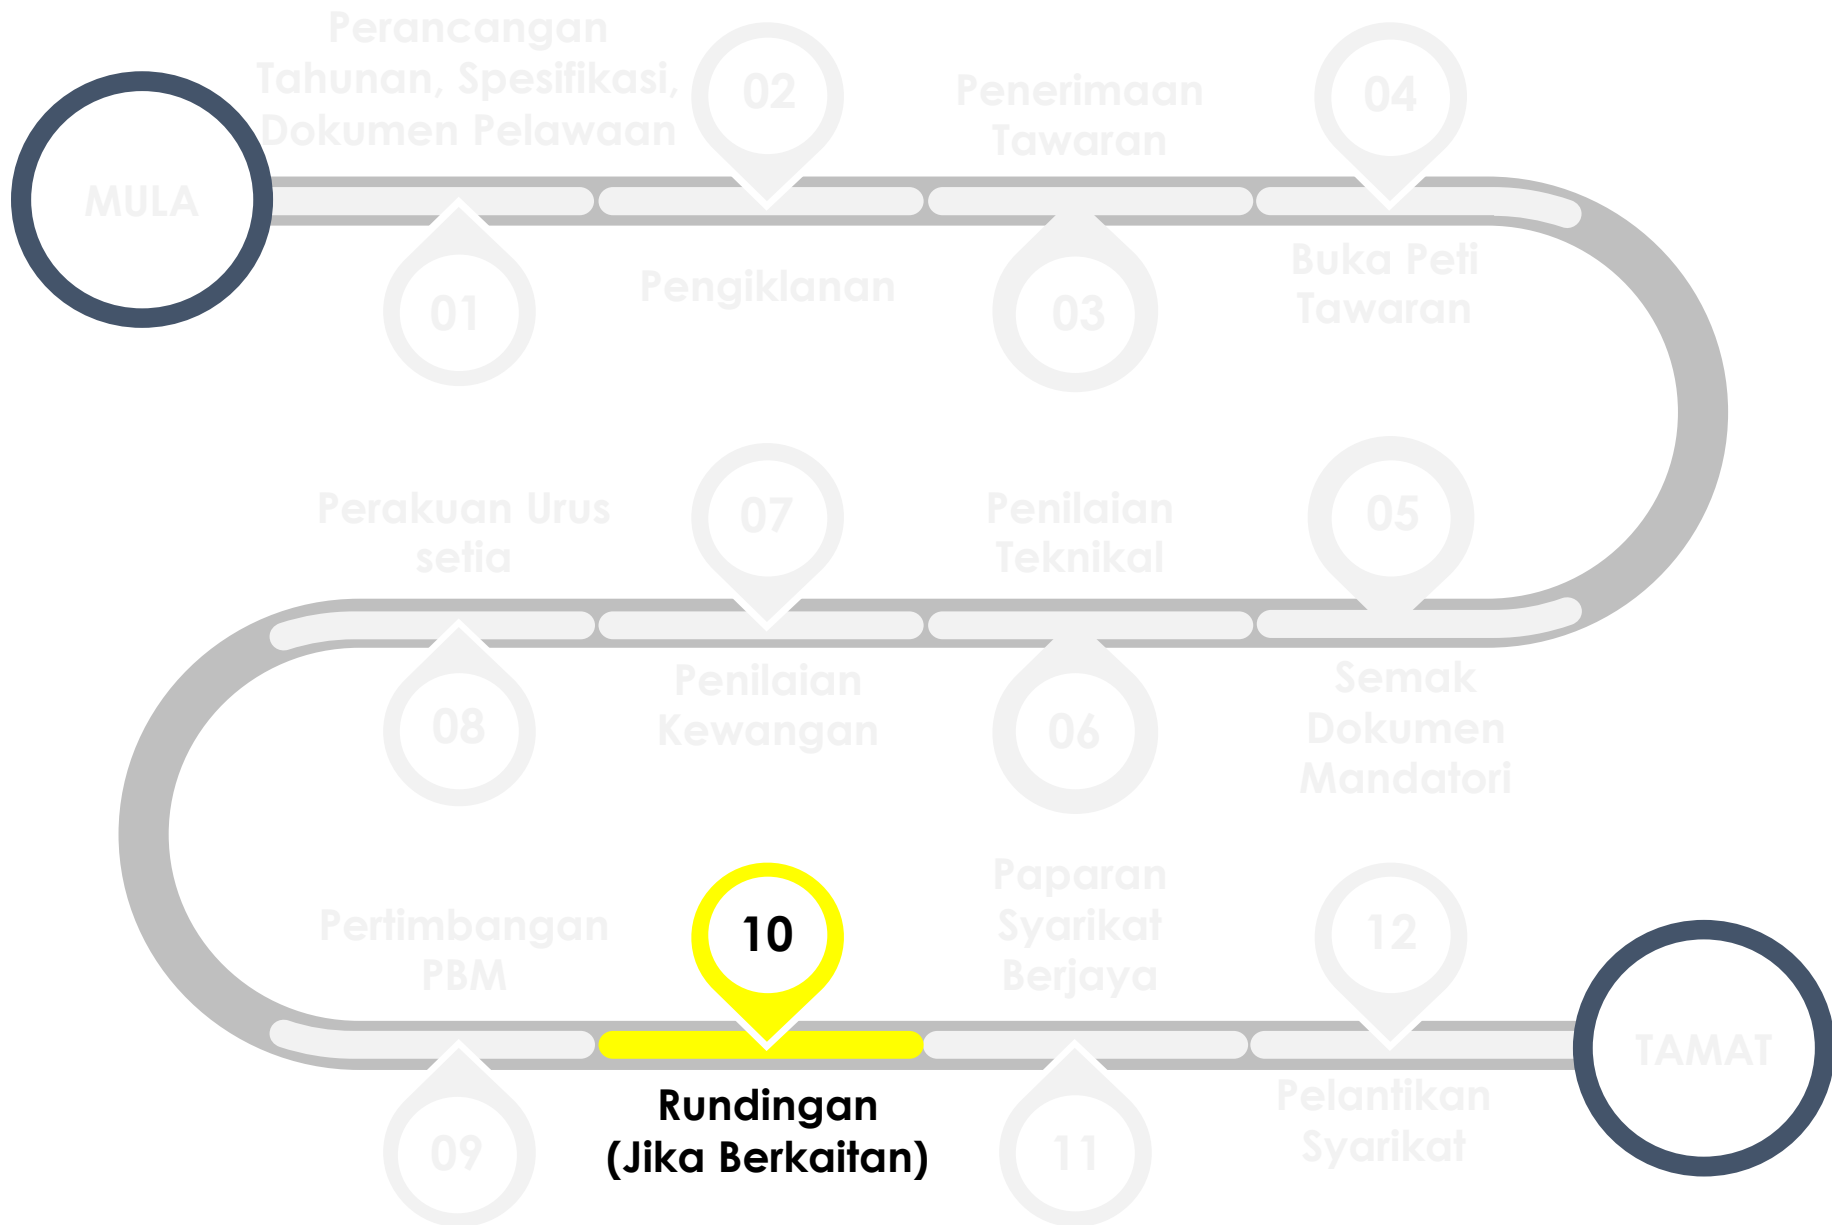 MULA
Perancangan
Tahunan, Spesifikasi,
Dokumen Pelawaan
01
02
Pengiklanan
Penerimaan
Tawaran
03
04
Buka Peti
Tawaran
05
Semak
Dokumen
Mandatori
Penilaian
Teknikal
06
07
Penilaian
Kewangan
Perakuan Urus
setia
08
Pertimbangan
PBM
09
10
Rundingan
(Jika Berkaitan)
Paparan
Syarikat
Berjaya
11
12
Pelantikan
Syarikat
TAMAT